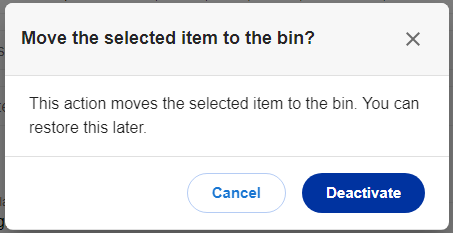 Move the selected item to the bin?
This action moves the selected item to the bin. You can
restore this later.
Cancel
Deactivate